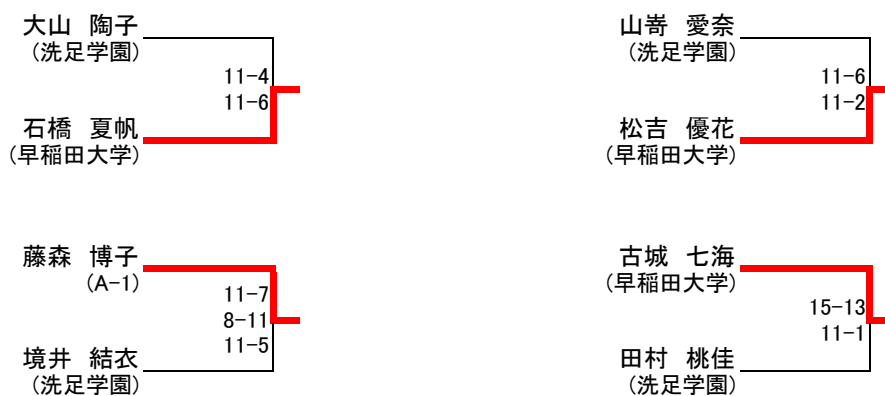 大山　陶子
(洗足学園)
11-4
11-6
石橋　夏帆
(早稲田大学)
山嵜　愛奈
(洗足学園)
11-6
11-2
松吉　優花
(早稲田大学)
藤森　博子
(A-1)
11-7
8-11
11-5
境井　結衣
(洗足学園)
古城　七海
(早稲田大学)
15-13
11-1
田村　桃佳
(洗足学園)